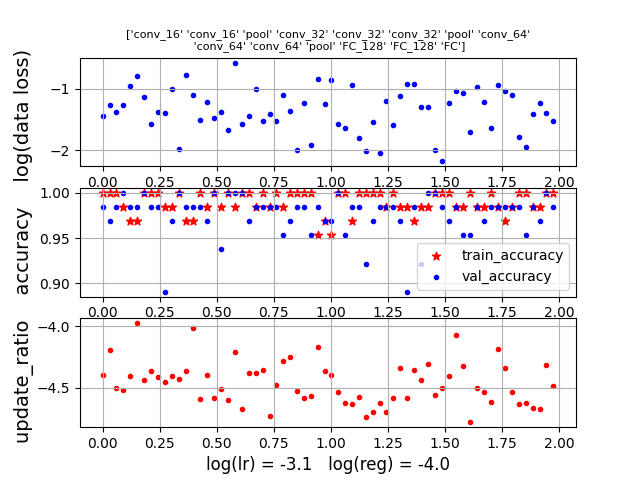 ['conv_16' 'conv_16' 'pool' 'conv_32' 'conv_32' 'conv_32' 'pool' 'conv_64'
'conv_64' 'conv_64' 'pool' 'FC_128' 'FC_128' 'FC']
log(data loss)
−1
−2
0.00 0.25 0.50 0.75 1.00 1.25 1.50 1.75 2.00
accuracy
1.00
0.95
0.90
train_accuracy
val_accuracy
0.00 0.25 0.50 0.75 1.00 1.25 1.50 1.75 2.00
update_ratio
−4.0
−4.5
0.00 0.25 0.50 0.75 1.00 1.25 1.50 1.75 2.00
log(lr) = -3.1 log(reg) = -4.0